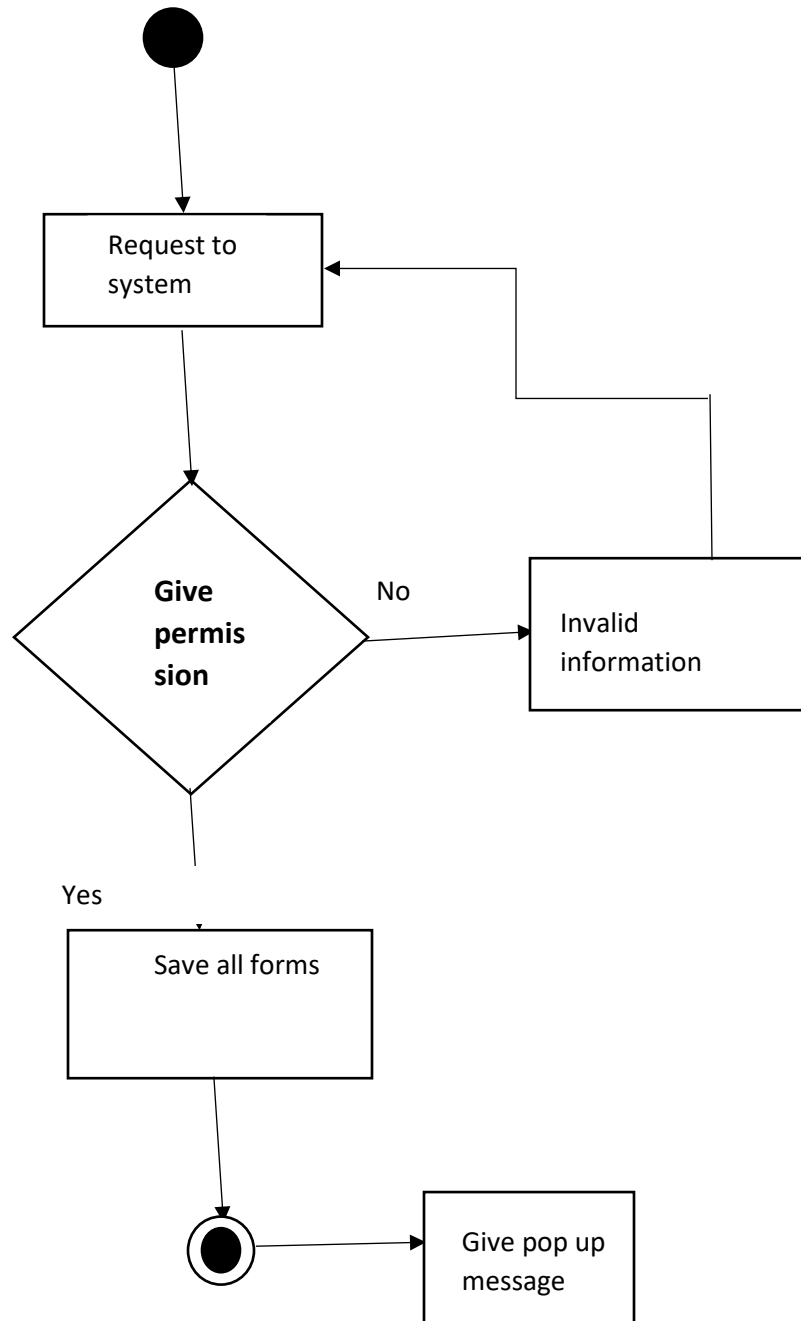 Request to
system
Give
permis
sion
No
Invalid
information
Yes
Save all forms
Give pop up
message